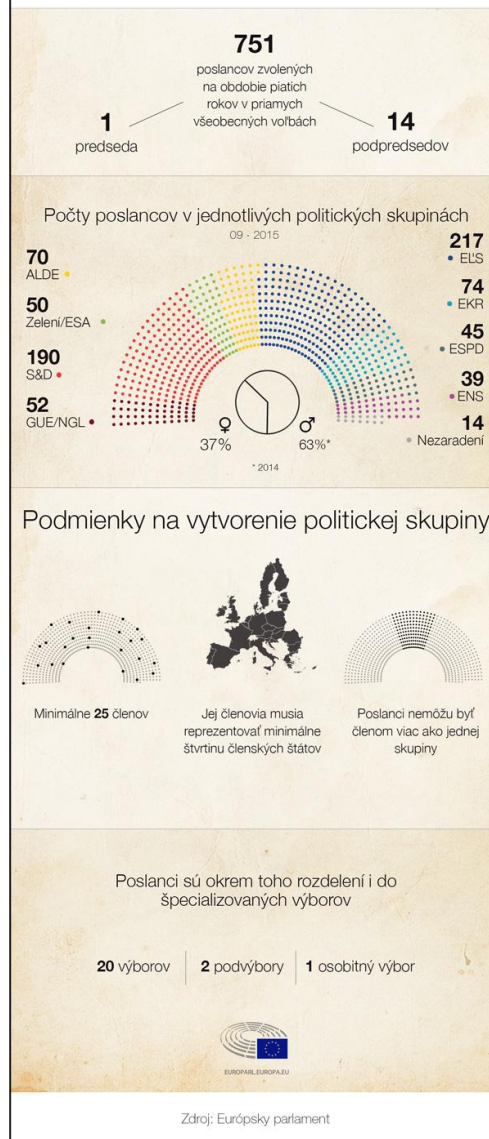 751
poslancov zvolených
na obdobie piatich
rokov v priamych
všeobecných voľbách
1
predseda
14
podpredsedov
Počty poslancov v jednotlivých politických skupinách
09 - 2015
70
ALDE
50
Zelení/ESA
190
S&D
52
GUE/NGL
217
EĽS
74
EKR
45
ESPD
39
ENS
14
Nezaradení
♀
37%
♂
63%*
* 2014
Podmienky na vytvorenie politickej skupiny
Minimálne 25 členov
Jej členovia musia
reprezentovať minimálne
štvrtinu členských štátov
Poslanci nemôžu byť
členom viac ako jednej
skupiny
Poslanci sú okrem toho rozdelení i do
špecializovaných výborov
20 výborov
2 podvýbory
1 osobitný výbor
EUROPARL.EUROPA.EU
Zdroj: Európsky parlament